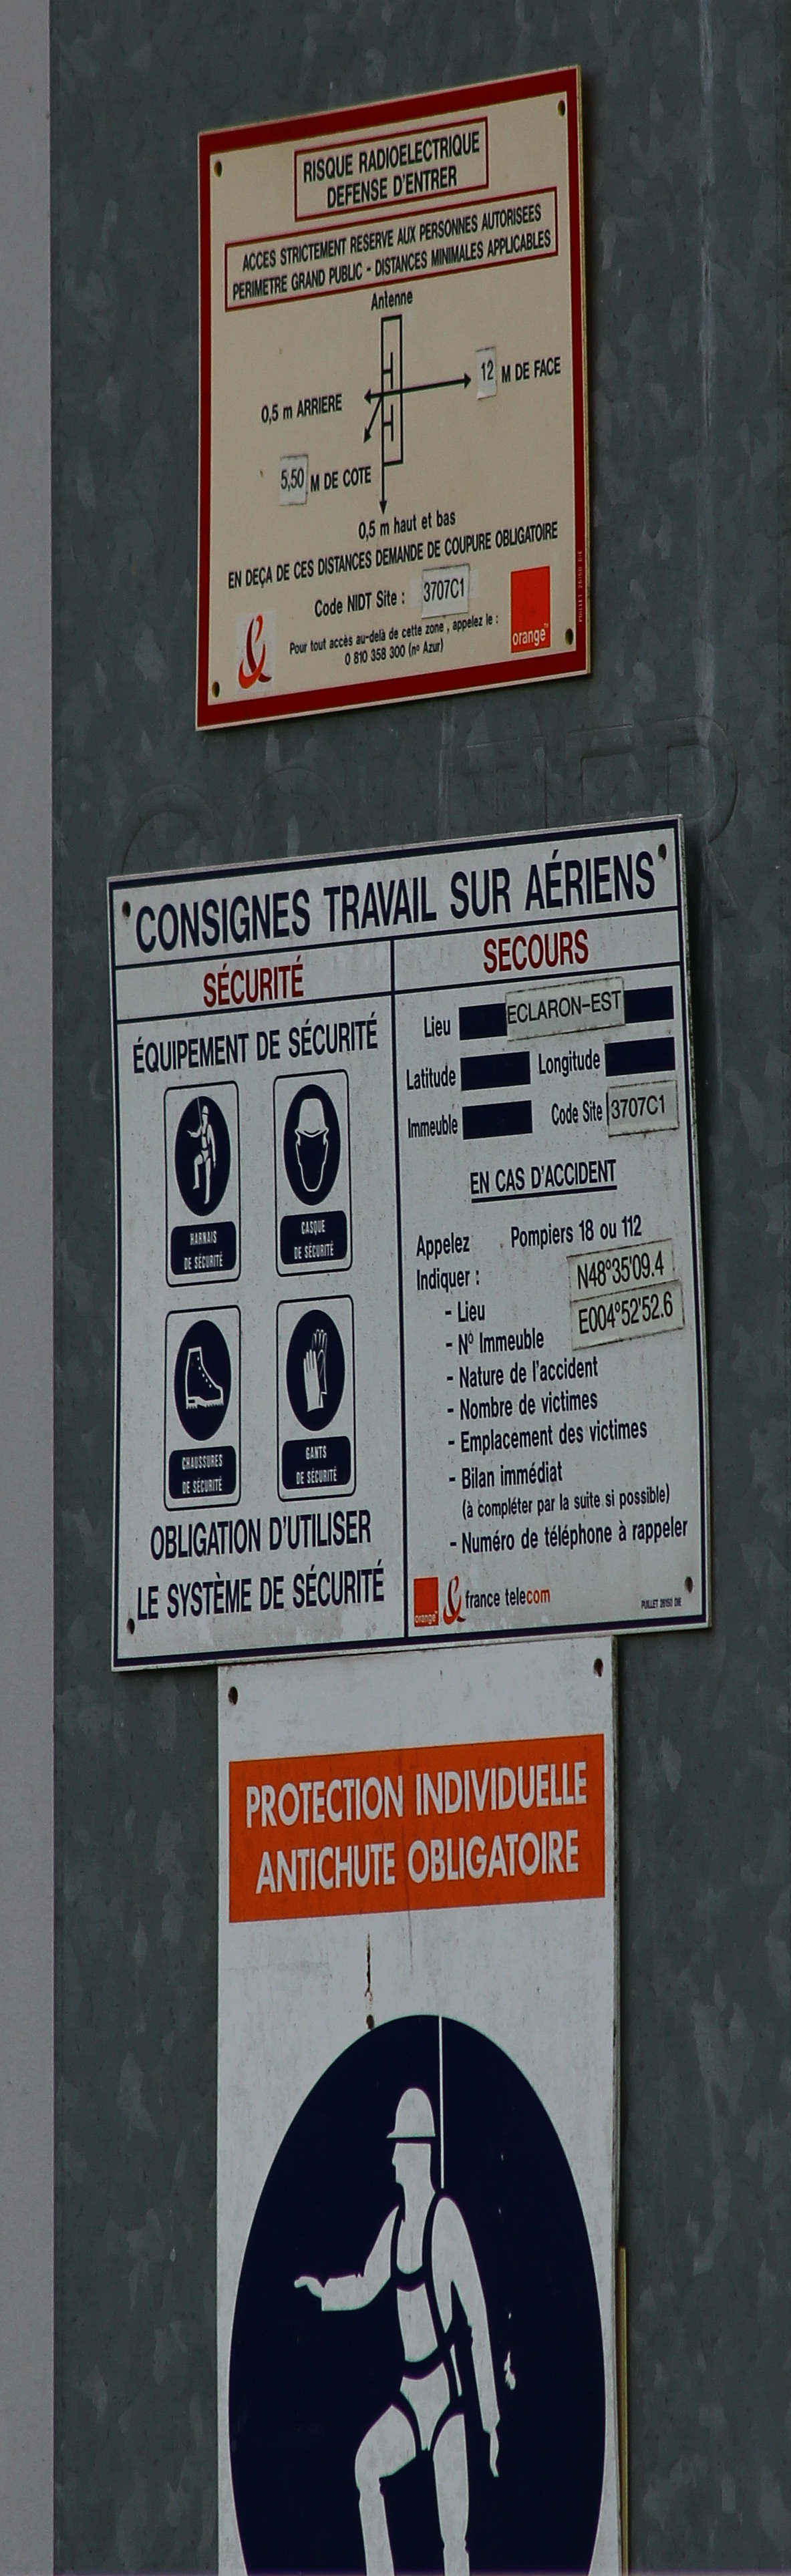 RISQUE RADIOELECTRIQUE
DEFENSE D'ENTRER
ACCES STRICTEMENT RESERVE AUX PERSONNES AUTORISEES
PERIMETRE GRAND PUBLIC - DISTANCES MINIMALES APPLICABLES
Antenne
12 M DE FACE
0,5 m ARRIERE
5,50 M DE COTE
0,5 m haut et bas
EN DEÇA DE CES DISTANCES DEMANDE DE COUPURE OBLIGATOIRE
Code NIDT Site : 3707C1
Pour tout accès au-delà de cette zone , appelez le :
0 810 358 300 (nº Azur)
orange
CONSIGNES TRAVAIL SUR AÉRIENS
SÉCURITÉ
ÉQUIPEMENT DE SÉCURITÉ
HARNAIS
DE SÉCURITÉ
CASQUE
DE SÉCURITÉ
CHAUSSURES
DE SÉCURITÉ
GANTS
DE SÉCURITÉ
OBLIGATION D'UTILISER
LE SYSTÈME DE SÉCURITÉ
SECOURS
Lieu ECLARON-EST
Latitude Longitude
Immeuble Code Site 3707C1
EN CAS D'ACCIDENT
Appelez Pompiers 18 ou 112
Indiquer : N48°35'09.4
- Lieu E004°52'52.6
- Nº Immeuble
- Nature de l'accident
- Nombre de victimes
- Emplacement des victimes
- Bilan immédiat
(à compléter par la suite si possible)
- Numéro de téléphone à rappeler
orange france telecom
PROTECTION INDIVIDUELLE
ANTICHUTE OBLIGATOIRE